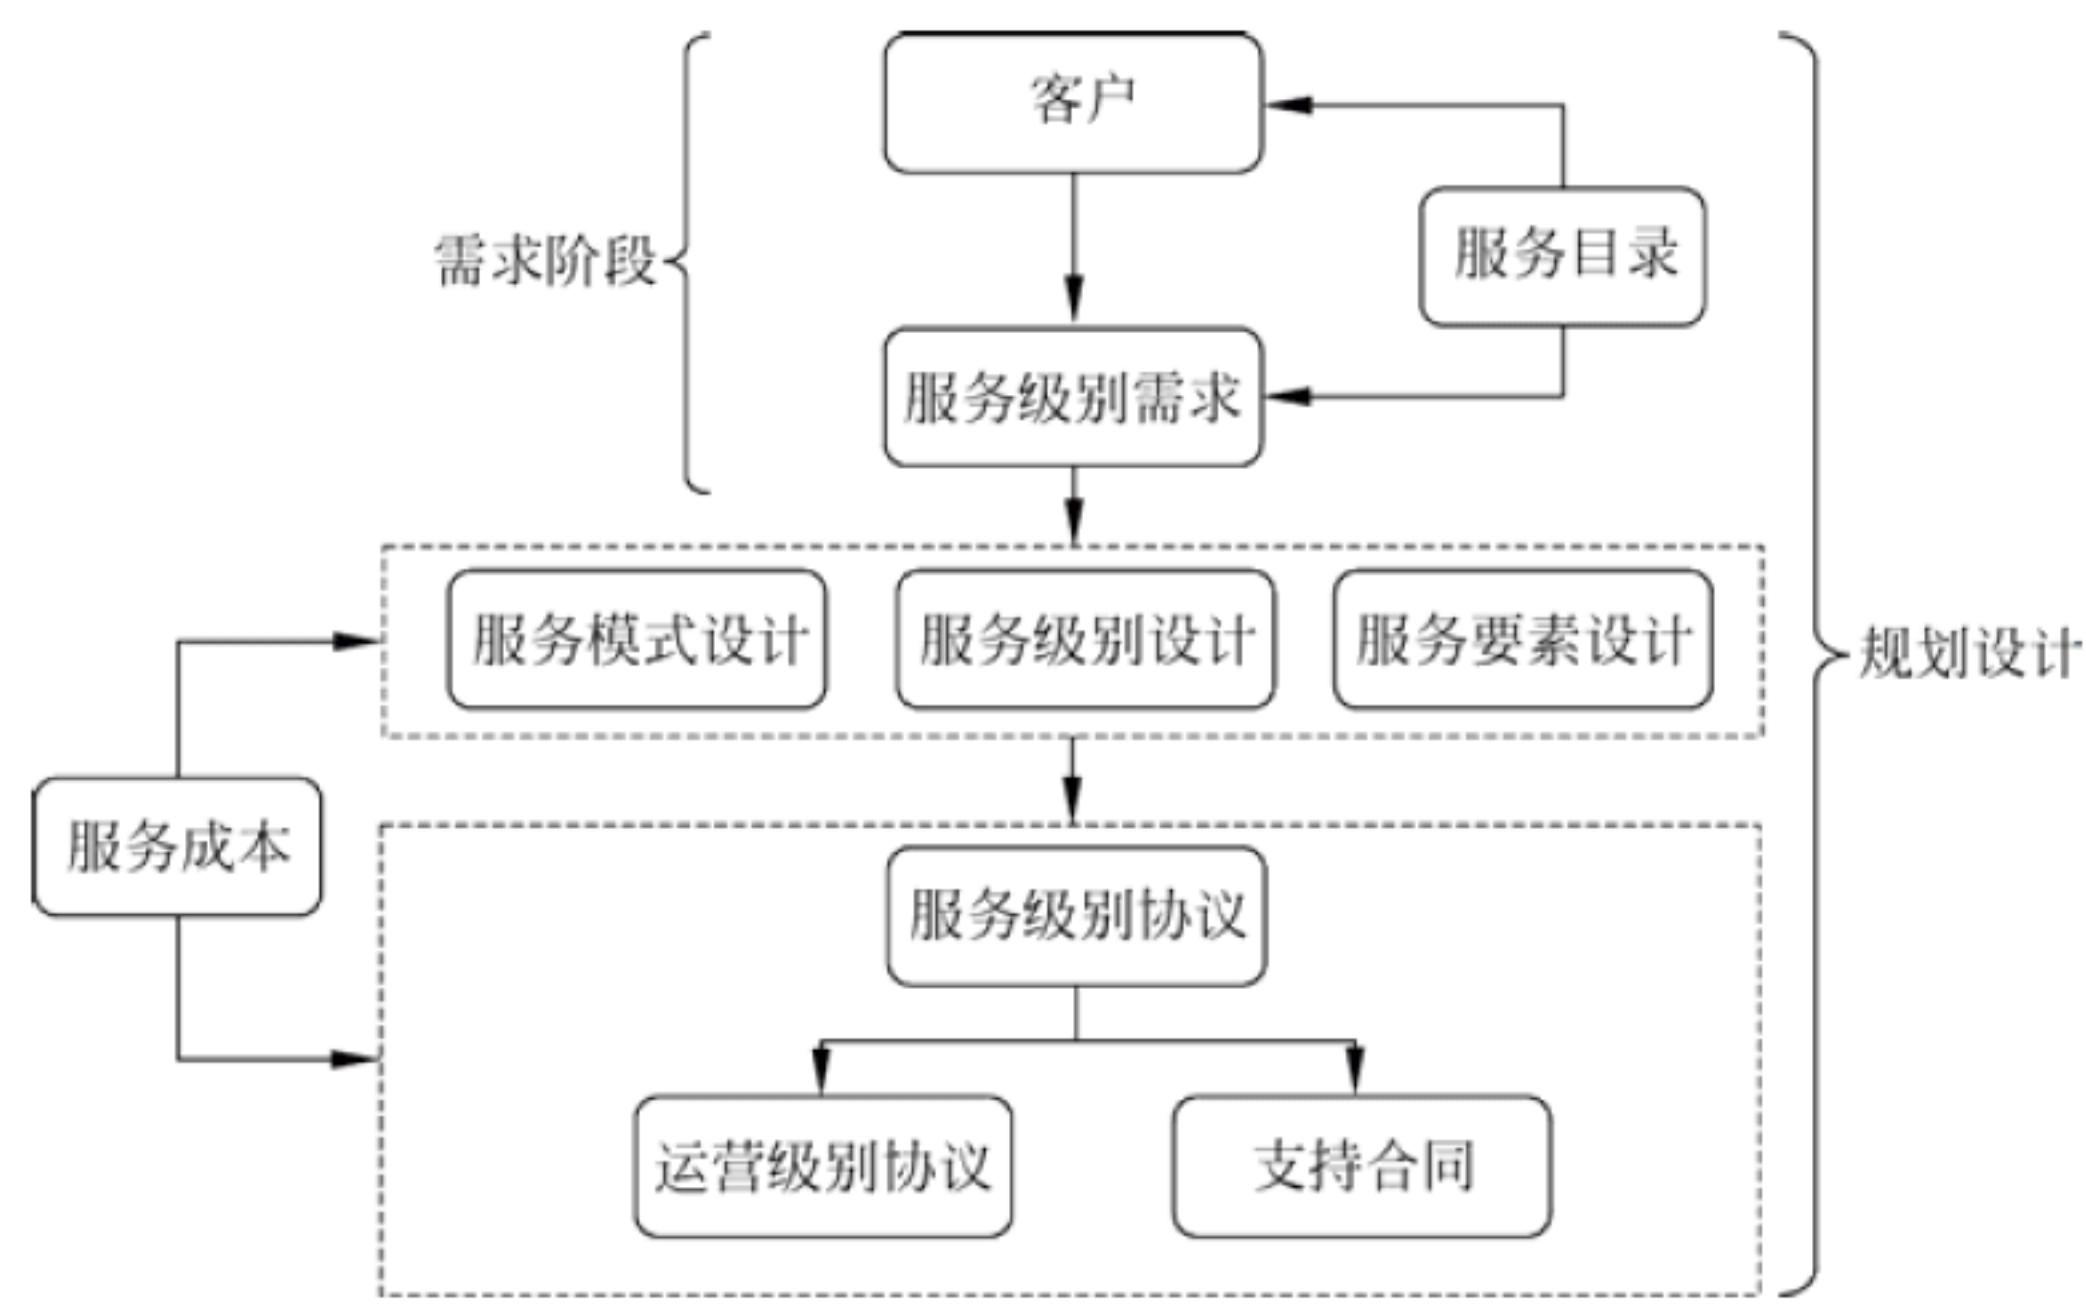 客户
服务目录
需求阶段
服务级别需求
服务模式设计
服务级别设计
服务要素设计
规划设计
服务成本
服务级别协议
运营级别协议
支持合同